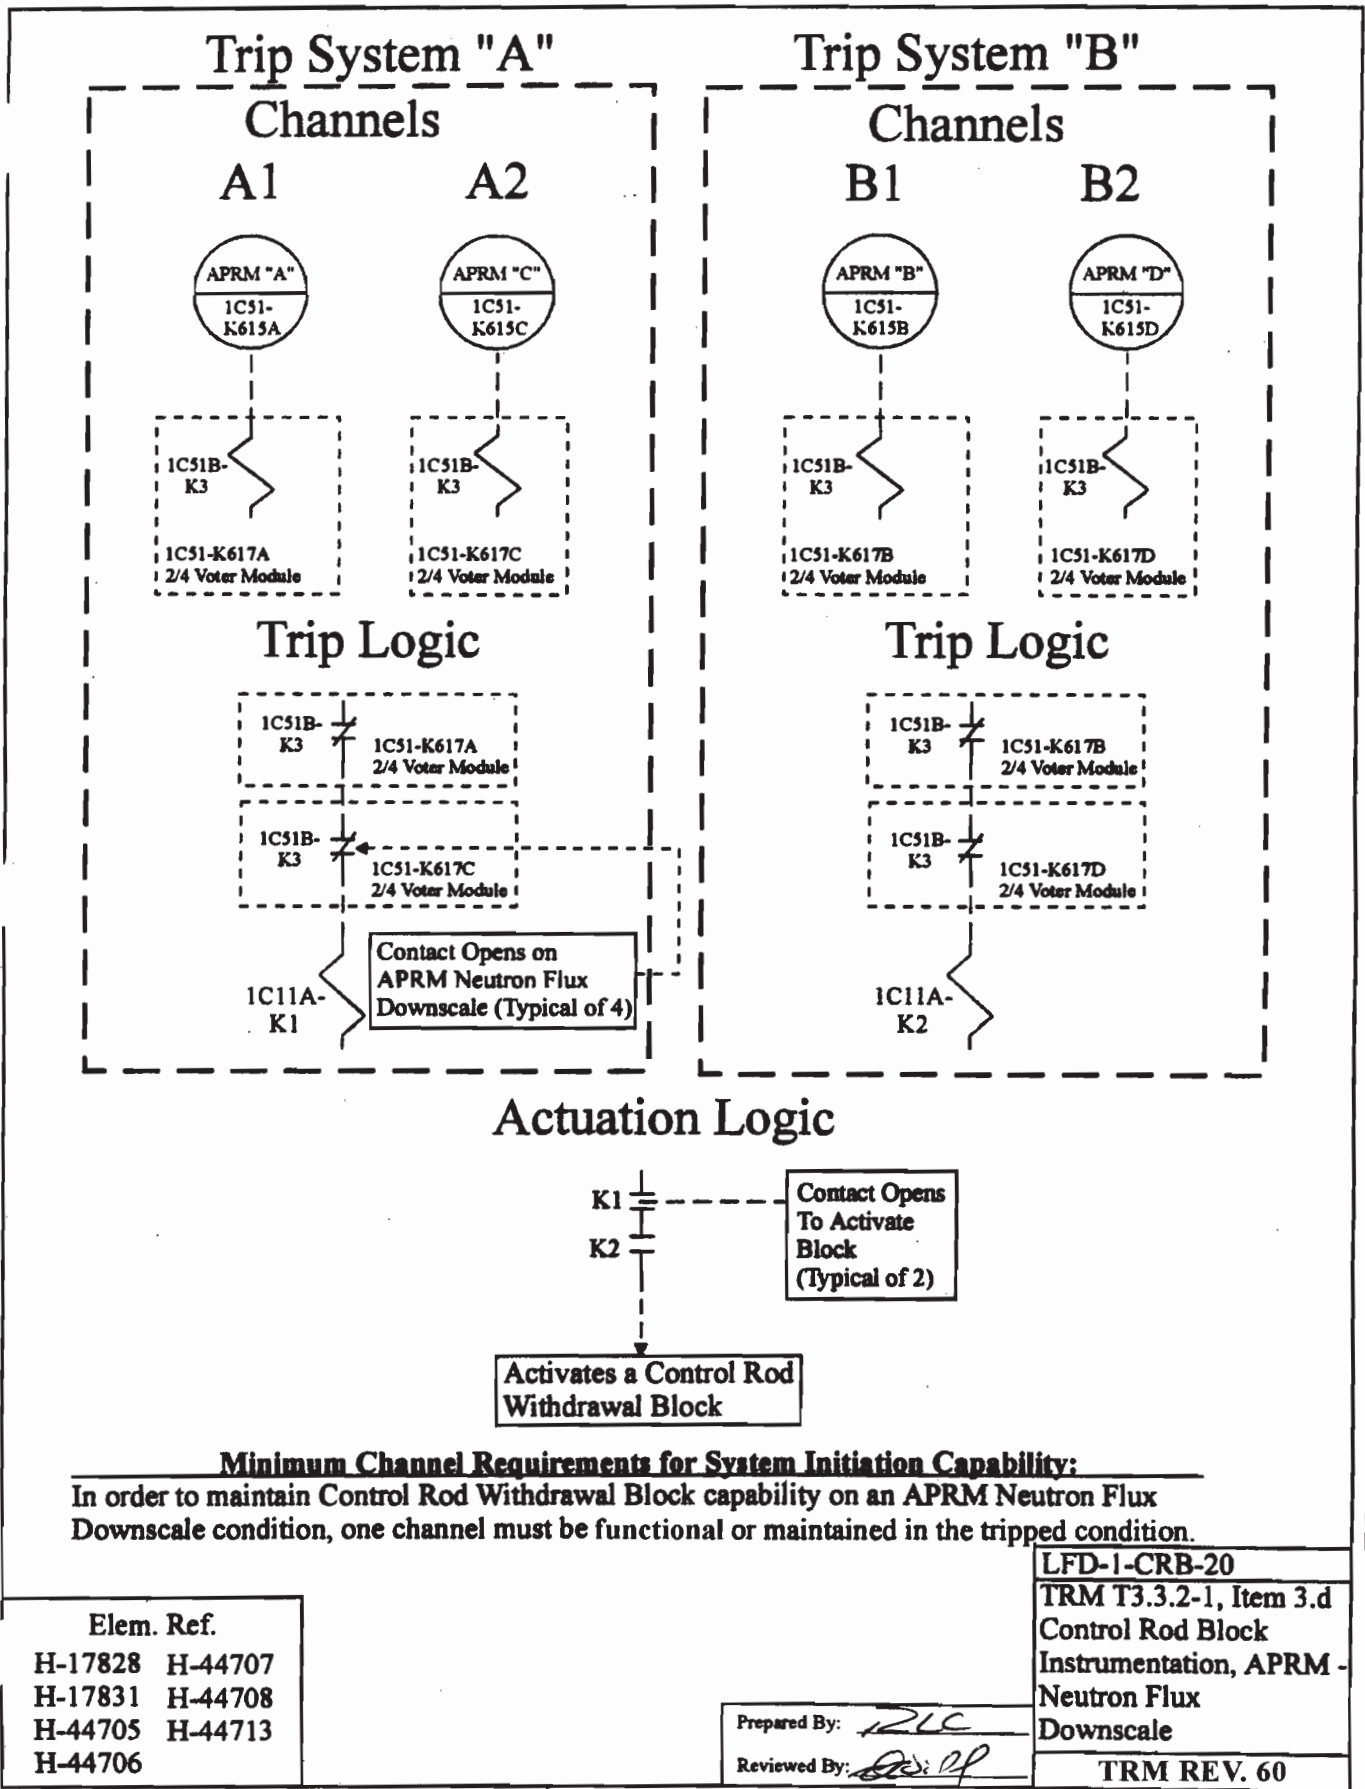 Trip System "A"
Channels
A1
A2
APRM "A"
1C51-
K615A
APRM "C"
1C51-
K615C
1C51B-
K3
1C51-K617A
2/4 Voter Module
1C51B-
K3
1C51-K617C
2/4 Voter Module
Trip Logic
1C51B-
K3
1C51-K617A
2/4 Voter Module
1C51B-
K3
1C51-K617C
2/4 Voter Module
1C11A-
K1
Contact Opens on
APRM Neutron Flux
Downscale (Typical of 4)
Trip System "B"
Channels
B1
B2
APRM "B"
1C51-
K615B
APRM "D"
1C51-
K615D
1C51B-
K3
1C51-K617B
2/4 Voter Module
1C51B-
K3
1C51-K617D
2/4 Voter Module
Trip Logic
1C51B-
K3
1C51-K617B
2/4 Voter Module
1C51B-
K3
1C51-K617D
2/4 Voter Module
1C11A-
K2
Actuation Logic
K1
K2
Contact Opens
To Activate
Block
(Typical of 2)
Activates a Control Rod
Withdrawal Block
Minimum Channel Requirements for System Initiation Capability:
In order to maintain Control Rod Withdrawal Block capability on an APRM Neutron Flux
Downscale condition, one channel must be functional or maintained in the tripped condition.
Elem. Ref.
H-17828 H-44707
H-17831 H-44708
H-44705 H-44713
H-44706
Prepared By: RLC
Reviewed By:
LFD-1-CRB-20
TRM T3.3.2-1, Item 3.d
Control Rod Block
Instrumentation, APRM -
Neutron Flux
Downscale
TRM REV. 60